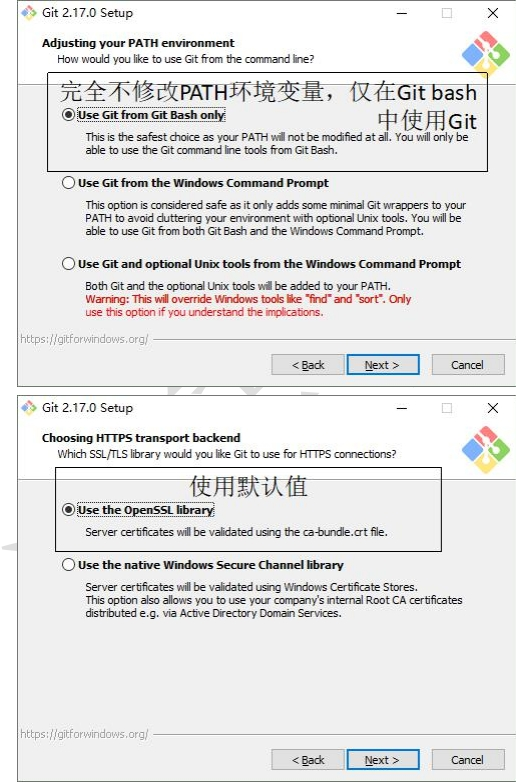 Git 2.17.0 Setup
Adjusting your PATH environment
How would you like to use Git from the command line?
完全不修改PATH环境变量，仅在Git bash
中使用Git
Use Git from Git Bash only
This is the safest choice as your PATH will not be modified at all. You will only be
able to use the Git command line tools from Git Bash.
Use Git from the Windows Command Prompt
This option is considered safe as it only adds some minimal Git wrappers to your
PATH to avoid cluttering your environment with optional Unix tools. You will be
able to use Git from both Git Bash and the Windows Command Prompt.
Use Git and optional Unix tools from the Windows Command Prompt
Both Git and the optional Unix tools will be added to your PATH.
Warning: This will override Windows tools like "find" and "sort". Only
use this option if you understand the implications.
https://gitforwindows.org/
< Back Next > Cancel
Git 2.17.0 Setup
Choosing HTTPS transport backend
Which SSL/TLS library would you like Git to use for HTTPS connections?
使用默认值
Use the OpenSSL library
Server certificates will be validated using the ca-bundle.crt file.
Use the native Windows Secure Channel library
Server certificates will be validated using Windows Certificate Stores.
This option also allows you to use your company's internal Root CA certificates
distributed e.g. via Active Directory Domain Services.
https://gitforwindows.org/
< Back Next > Cancel